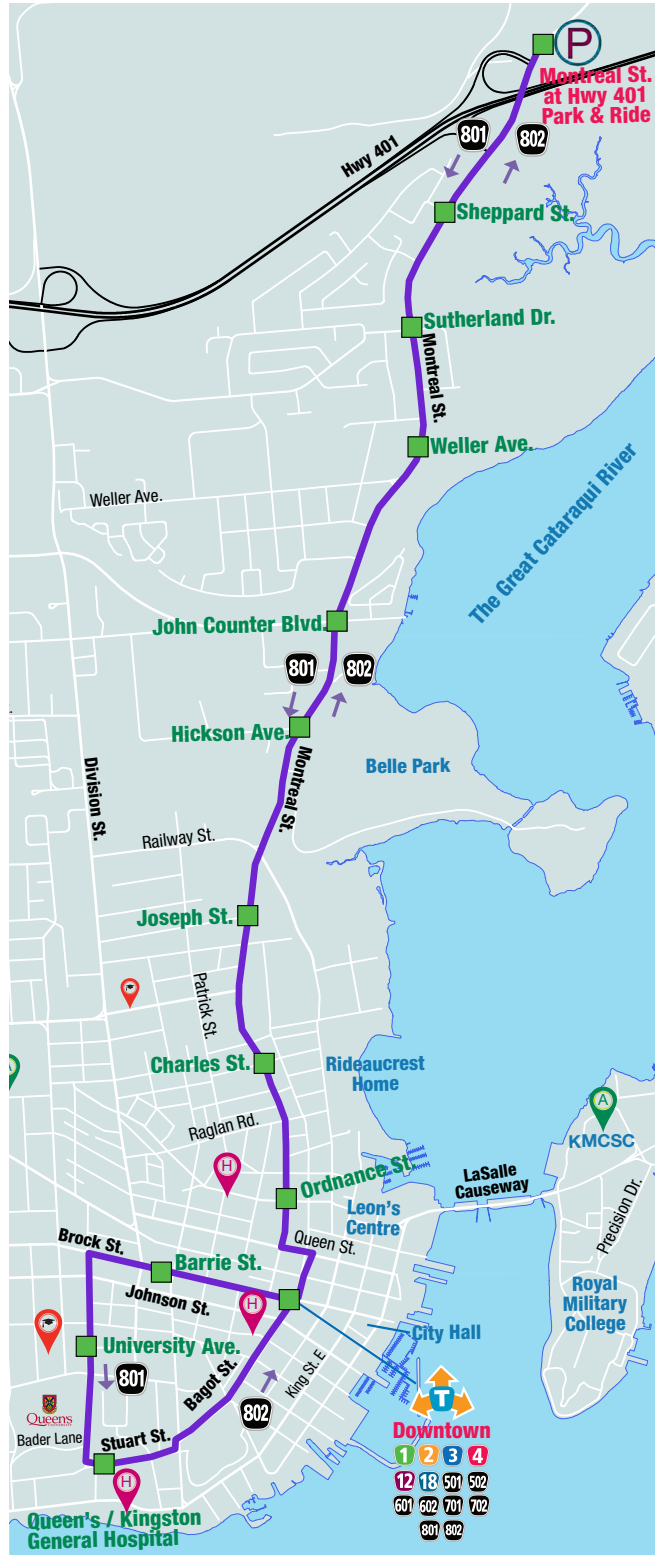 P
Montreal St.
at Hwy 401
Park & Ride
Hwy 401
801
802
Sheppard St.
Sutherland Dr.
Montreal St.
Weller Ave.
Weller Ave.
The Great Cataraqui River
John Counter Blvd.
801
802
Hickson Ave.
Montreal St.
Belle Park
Division St.
Railway St.
Joseph St.
Patrick St.
Charles St.
Rideaucrest
Home
A
KMCSC
Raglan Rd.
H
Ordnance St.
LaSalle
Causeway
Precision Dr.
Leon's
Centre
Queen St.
Brock St.
Barrie St.
Johnson St.
H
Royal
Military
College
City Hall
University Ave.
King St. E
Bagot St.
801
802
T
Downtown
1 2 3 4
12 18 501 502
601 602 701 702
801 802
Queen's
UNIVERSITY
Bader Lane
Stuart St.
H
Queen's / Kingston
General Hospital